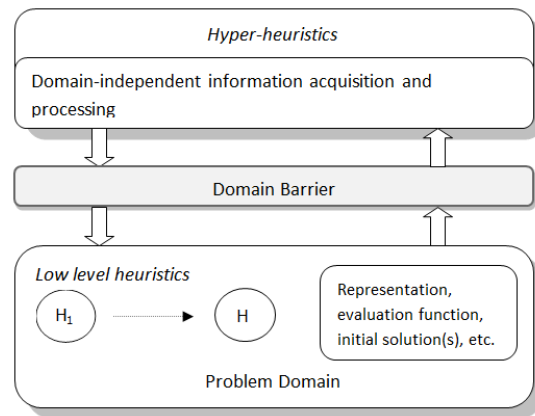 Hyper-heuristics
Domain-independent information acquisition and
processing
Domain Barrier
Low level heuristics
H₁
H
Representation,
evaluation function,
initial solution(s), etc.
Problem Domain